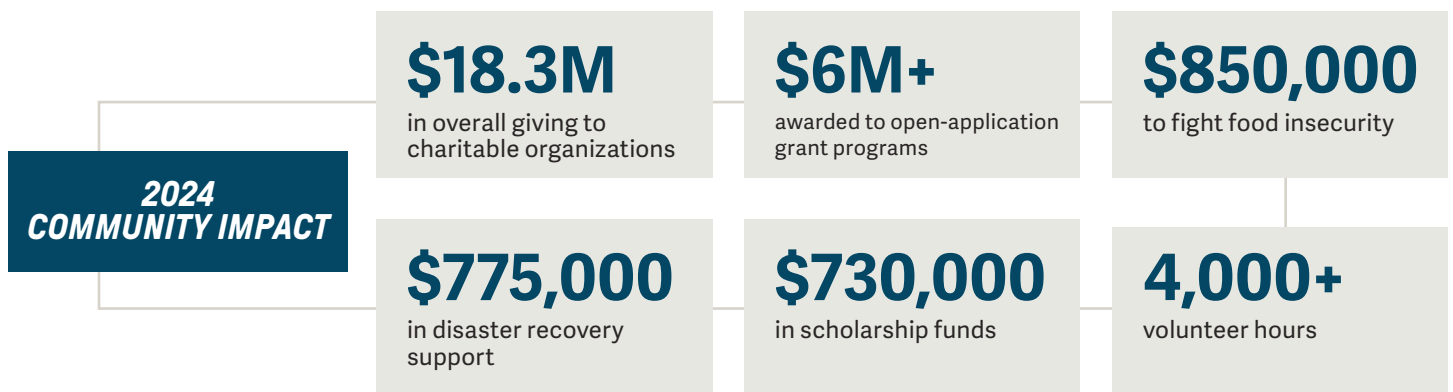 2024
COMMUNITY IMPACT
$18.3M
in overall giving to
charitable organizations
$6M+
awarded to open-application
grant programs
$850,000
to fight food insecurity
$775,000
in disaster recovery
support
$730,000
in scholarship funds
4,000+
volunteer hours